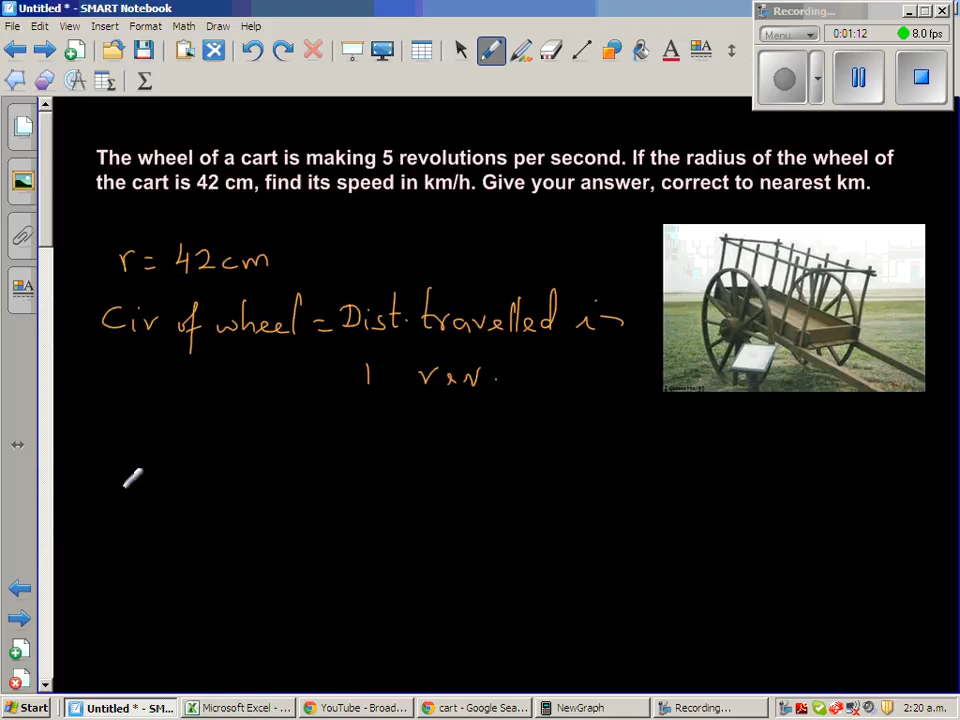 Untitled * - SMART Notebook
File Edit View Insert Format Math Draw Help
Recording...
Menu 0:01:12 8.0 fps
The wheel of a cart is making 5 revolutions per second. If the radius of the wheel of
the cart is 42 cm, find its speed in km/h. Give your answer, correct to nearest km.
r = 42cm
Cir of wheel = Dist. travelled in
1 rev.
Start Untitled * - SM... Microsoft Excel - ... YouTube - Broad... cart - Google Sea... NewGraph Recording... 2:20 a.m.